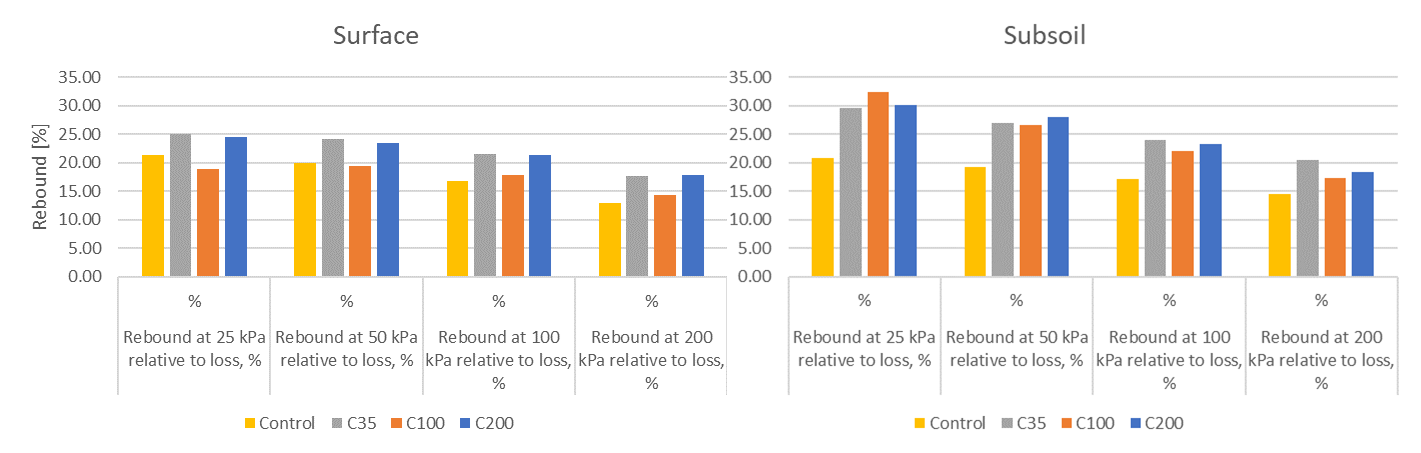 Surface
Rebound [%]
35.00
30.00
25.00
20.00
15.00
10.00
5.00
0.00
% % % %
Rebound at 25 kPa Rebound at 50 kPa Rebound at 100 Rebound at 200
relative to loss, % relative to loss, % kPa relative to loss, kPa relative to loss,
% %
Control C35 C100 C200
Subsoil
35.00
30.00
25.00
20.00
15.00
10.00
5.00
0.00
% % % %
Rebound at 25 kPa Rebound at 50 kPa Rebound at 100 Rebound at 200
relative to loss, % relative to loss, % kPa relative to loss, kPa relative to loss,
% %
Control C35 C100 C200